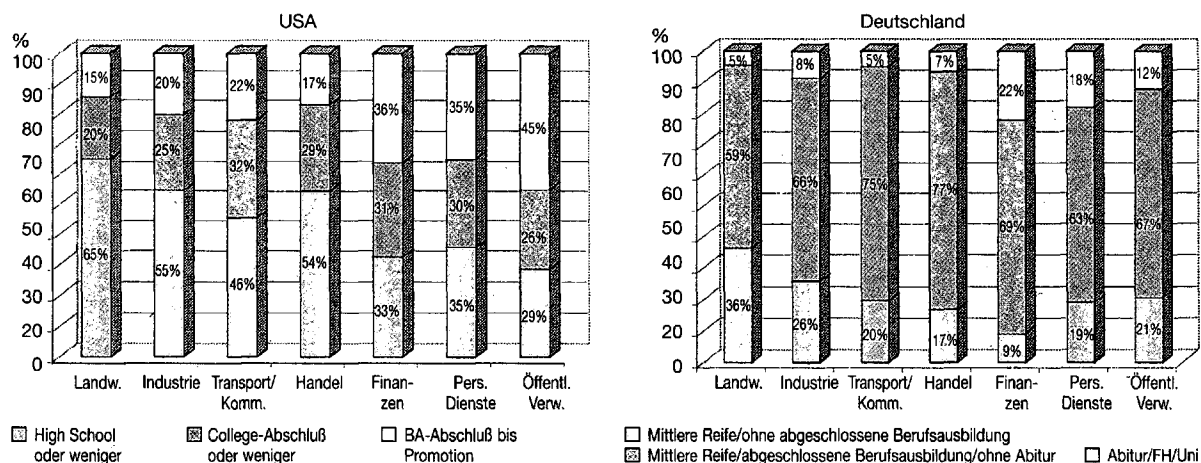 USA
%
100
90
80
70
60
50
40
30
20
0
15% 20% 22% 17% 36% 35% 45%
20% 25% 32% 29% 31% 30% 26%
65% 55% 46% 54% 33% 35% 29%
Landw. Industrie Transport/ Handel Finan- Pers. Öffentl.
Komm. zen Dienste Verw.
High School College-Abschluß BA-Abschluß bis
oder weniger oder weniger Promotion
Deutschland
%
100
90
80
70
60
50
40
30
20
0
5% 8% 5% 7% 22% 18% 12%
59% 66% 75% 77% 69% 63% 67%
36% 26% 20% 17% 9% 19% 21%
Landw. Industrie Transport/ Handel Finan- Pers. Öffentl.
Komm. zen Dienste Verw.
Mittlere Reife/ohne abgeschlossene Berufsausbildung
Mittlere Reife/abgeschlossene Berufsausbildung/ohne Abitur Abitur/FH/Uni